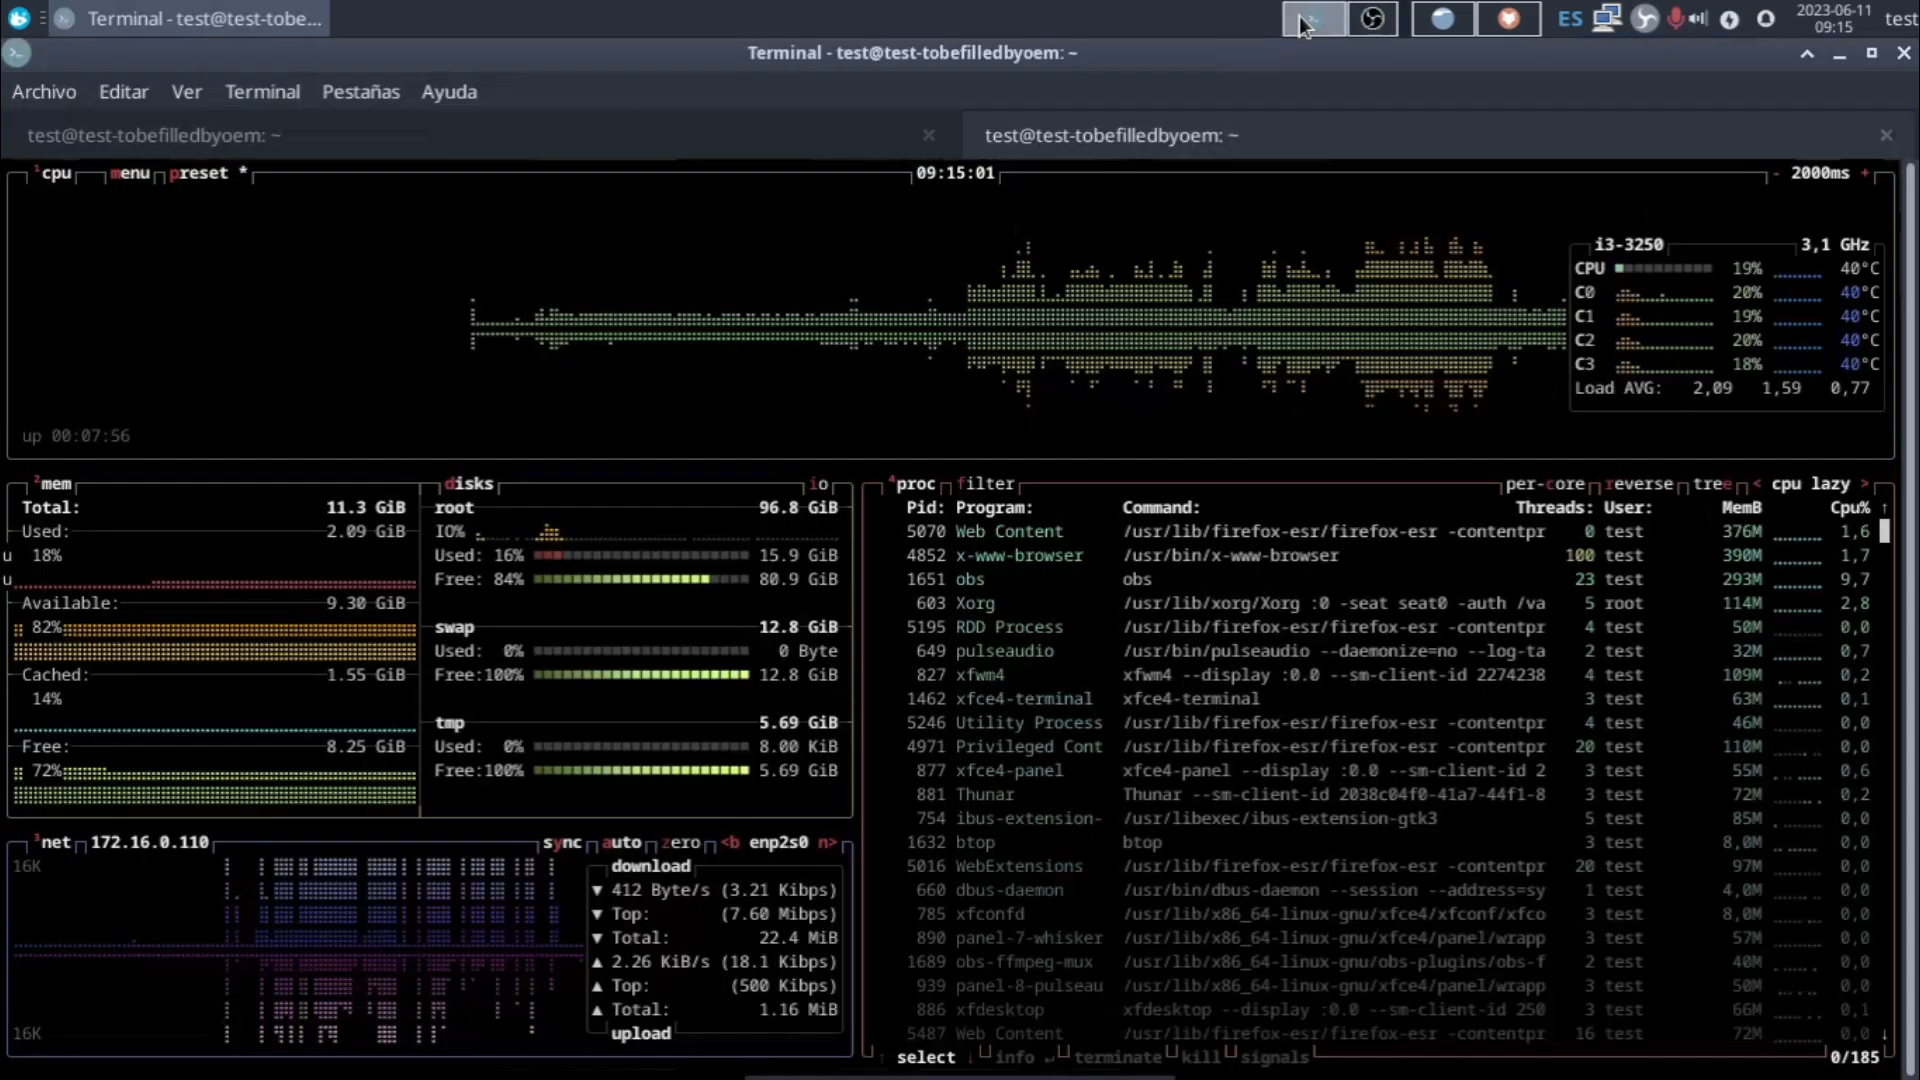 Terminal - test@test-tobe...
ES
2023-06-11
09:15
test
Terminal - test@test-tobefilledbyoem: ~
Archivo Editar Ver Terminal Pestañas Ayuda
test@test-tobefilledbyoem: ~
test@test-tobefilledbyoem: ~
¹cpu menu preset * 09:15:01 - 2000ms +
i3-3250 3,1 GHz
CPU 19% 40°C
C0 20% 40°C
C1 19% 40°C
C2 20% 40°C
C3 18% 40°C
Load AVG: 2,09 1,59 0,77
up 00:07:56
²mem
Total: 11.3 GiB
Used: 2.09 GiB
u 18%
u
Available: 9.30 GiB
82%
Cached: 1.55 GiB
14%
Free: 8.25 GiB
72%
disks io
root 96.8 GiB
IO%
Used: 16% 15.9 GiB
Free: 84% 80.9 GiB
swap 12.8 GiB
Used: 0% 0 Byte
Free:100% 12.8 GiB
tmp 5.69 GiB
Used: 0% 8.00 KiB
Free:100% 5.69 GiB
³net 172.16.0.110 sync auto zero <b enp2s0 n>
16K
download
▼ 412 Byte/s (3.21 Kibps)
▼ Top: (7.60 Mibps)
▼ Total: 22.4 MiB
▲ 2.26 KiB/s (18.1 Kibps)
▲ Top: (500 Kibps)
▲ Total: 1.16 MiB
upload
16K
⁴proc filter per-core reverse tree < cpu lazy >
Pid: Program: Command: Threads: User: MemB Cpu% ↑
5070 Web Content /usr/lib/firefox-esr/firefox-esr -contentpr 0 test 376M 1,6
4852 x-www-browser /usr/bin/x-www-browser 100 test 390M 1,7
1651 obs obs 23 test 293M 9,7
603 Xorg /usr/lib/xorg/Xorg :0 -seat seat0 -auth /va 5 root 114M 2,8
5195 RDD Process /usr/lib/firefox-esr/firefox-esr -contentpr 4 test 50M 0,0
649 pulseaudio /usr/bin/pulseaudio --daemonize=no --log-ta 2 test 32M 0,7
827 xfwm4 xfwm4 --display :0.0 --sm-client-id 2274238 4 test 109M 0,2
1462 xfce4-terminal xfce4-terminal 3 test 63M 0,1
5246 Utility Process /usr/lib/firefox-esr/firefox-esr -contentpr 4 test 46M 0,0
4971 Privileged Cont /usr/lib/firefox-esr/firefox-esr -contentpr 20 test 110M 0,0
877 xfce4-panel xfce4-panel --display :0.0 --sm-client-id 2 3 test 55M 0,6
881 Thunar Thunar --sm-client-id 2038c04f0-41a7-44f1-8 3 test 72M 0,2
754 ibus-extension- /usr/libexec/ibus-extension-gtk3 5 test 85M 0,0
1632 btop btop 3 test 8,0M 0,0
5016 WebExtensions /usr/lib/firefox-esr/firefox-esr -contentpr 20 test 97M 0,0
660 dbus-daemon /usr/bin/dbus-daemon --session --address=sy 1 test 4,0M 0,0
785 xfconfd /usr/lib/x86_64-linux-gnu/xfce4/xfconf/xfco 3 test 8,0M 0,0
890 panel-7-whisker /usr/lib/x86_64-linux-gnu/xfce4/panel/wrapp 3 test 57M 0,0
1689 obs-ffmpeg-mux /usr/lib/x86_64-linux-gnu/obs-plugins/obs-f 2 test 40M 0,0
939 panel-8-pulseau /usr/lib/x86_64-linux-gnu/xfce4/panel/wrapp 3 test 50M 0,0
886 xfdesktop xfdesktop --display :0.0 --sm-client-id 250 3 test 66M 0,1
5487 Web Content /usr/lib/firefox-esr/firefox-esr -contentpr 16 test 72M 0,0 ↓
↑ select ↓ info ↵ terminate kill signals 0/185